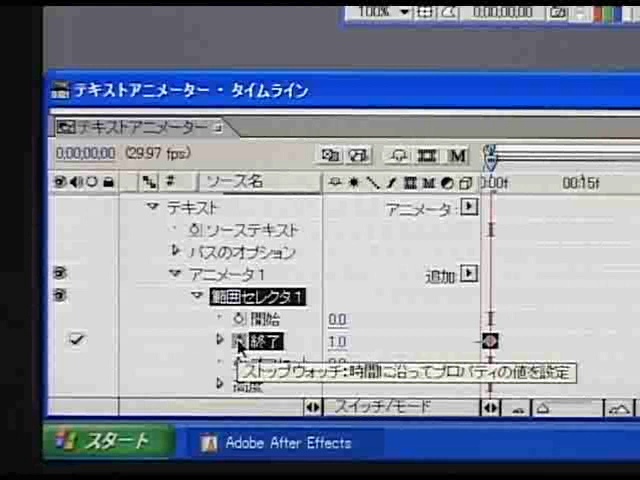 100% 0;00;00;00
テキストアニメーター・タイムライン
テキストアニメーター
0;00;00;00 (29.97 fps) M
# ソース名 0:00f 00:15f
テキスト アニメータ:
ソーステキスト
パスのオプション
アニメータ1 追加:
範囲セレクタ1
開始 0.0
終了 1.0
ストップウォッチ:時間に沿ってプロパティの値を設定
高度
スイッチ/モード
スタート Adobe After Effects